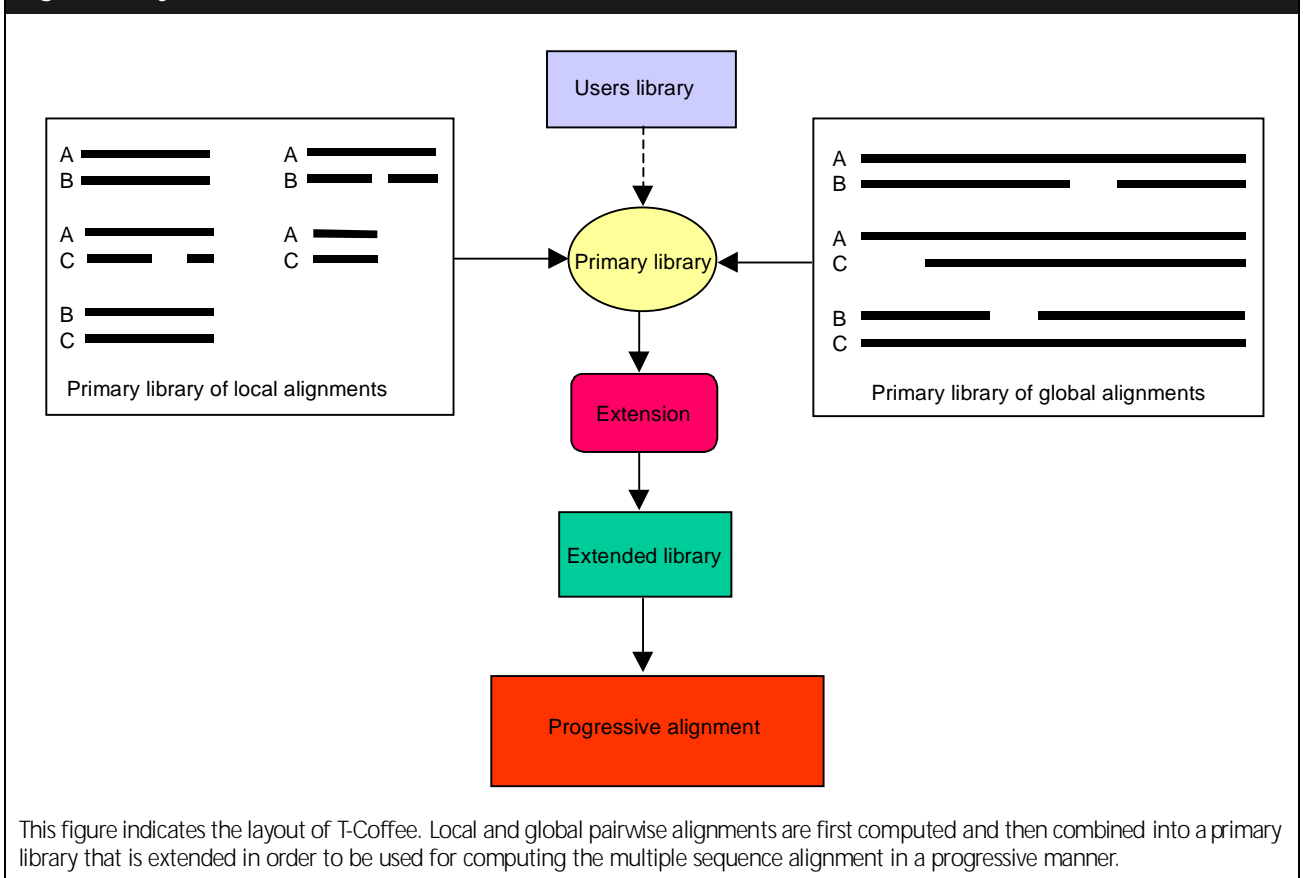 Users library
A
B
A
C
B
C
A
B
A
C
Primary library of local alignments
Primary library
A
B
A
C
B
C
Primary library of global alignments
Extension
Extended library
Progressive alignment
This figure indicates the layout of T-Coffee. Local and global pairwise alignments are first computed and then combined into a primary
library that is extended in order to be used for computing the multiple sequence alignment in a progressive manner.